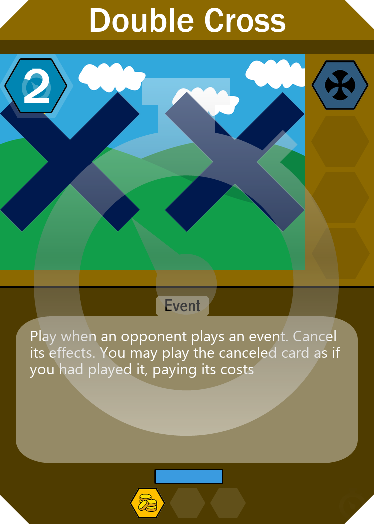 Double Cross
2
Event
Play when an opponent plays an event. Cancel
its effects. You may play the canceled card as if
you had played it, paying its costs